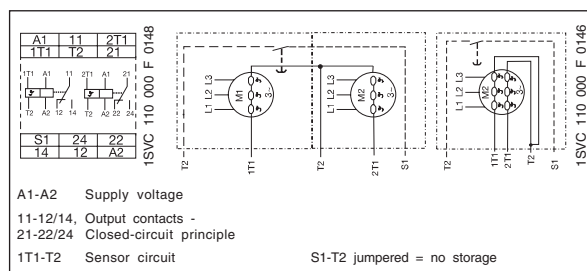 A1 11 2T1
1T1 T2 21
1T1 A1 11 2T1 A1 21
T2 A2 12 14 T2 A2 22 24
S1 24 22
14 12 A2
1SVC 110 000 F 0148
L3
L2
L1
M1
3~
L3
L2
L1
M2
3~
T2 1T1 T2 2T1 S1
L3
L2
L1
M2
3~
T2 1T1 2T1 T2 S1
1SVC 110 000 F 0146
A1-A2 Supply voltage
11-12/14, Output contacts -
21-22/24 Closed-circuit principle
1T1-T2 Sensor circuit S1-T2 jumpered = no storage